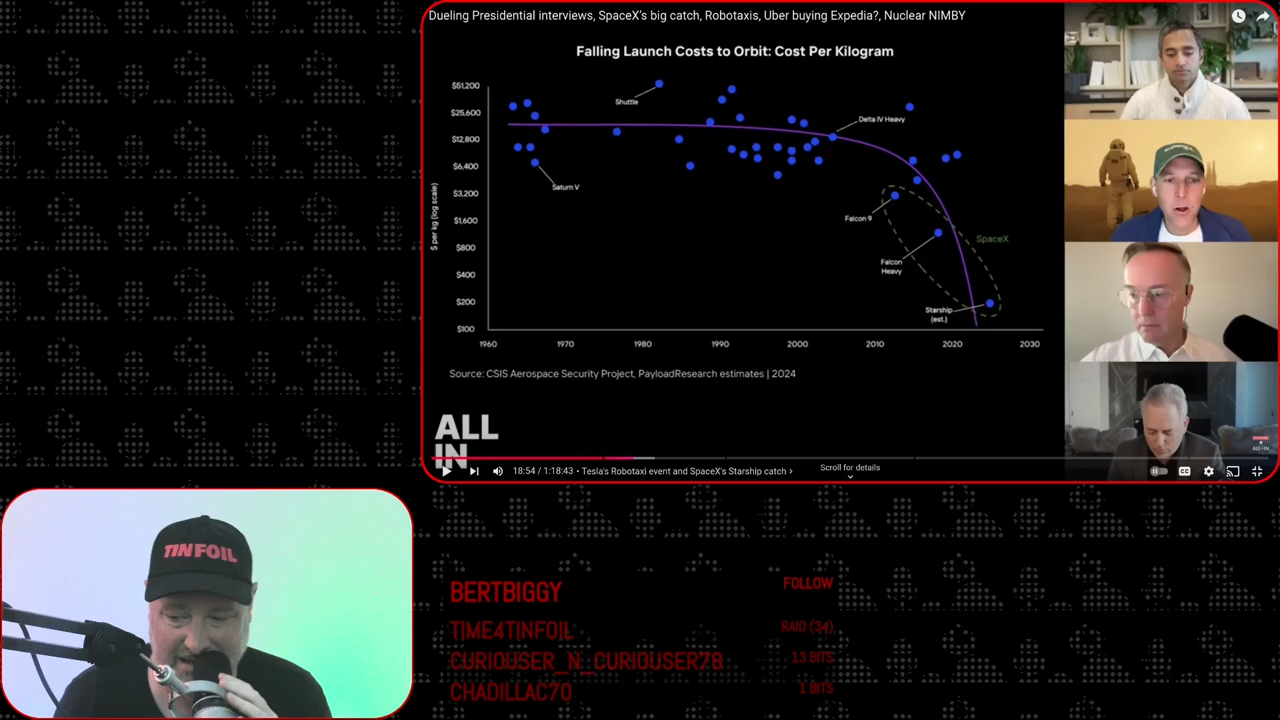 Dueling Presidential interviews, SpaceX's big catch, Robotaxis, Uber buying Expedia?, Nuclear NIMBY
Falling Launch Costs to Orbit: Cost Per Kilogram
$ per kg (log scale)
$51,200
$25,600
$12,800
$6,400
$3,200
$1,600
$800
$400
$200
$100
Shuttle
Delta IV Heavy
Saturn V
Falcon 9
SpaceX
Falcon
Heavy
Starship
(est.)
1960
1970
1980
1990
2000
2010
2020
2030
Source: CSIS Aerospace Security Project, PayloadResearch estimates | 2024
ALL
IN
18:54 / 1:18:43 • Tesla's Robotaxi event and SpaceX's Starship catch ›
Scroll for details
CC
ALL-IN
TINFOIL
BERTBIGGY FOLLOW
TIME4TINFOIL RAID (34)
CURIOUSER_N_CURIOUSER78 13 BITS
CHADILLAC70 1 BITS